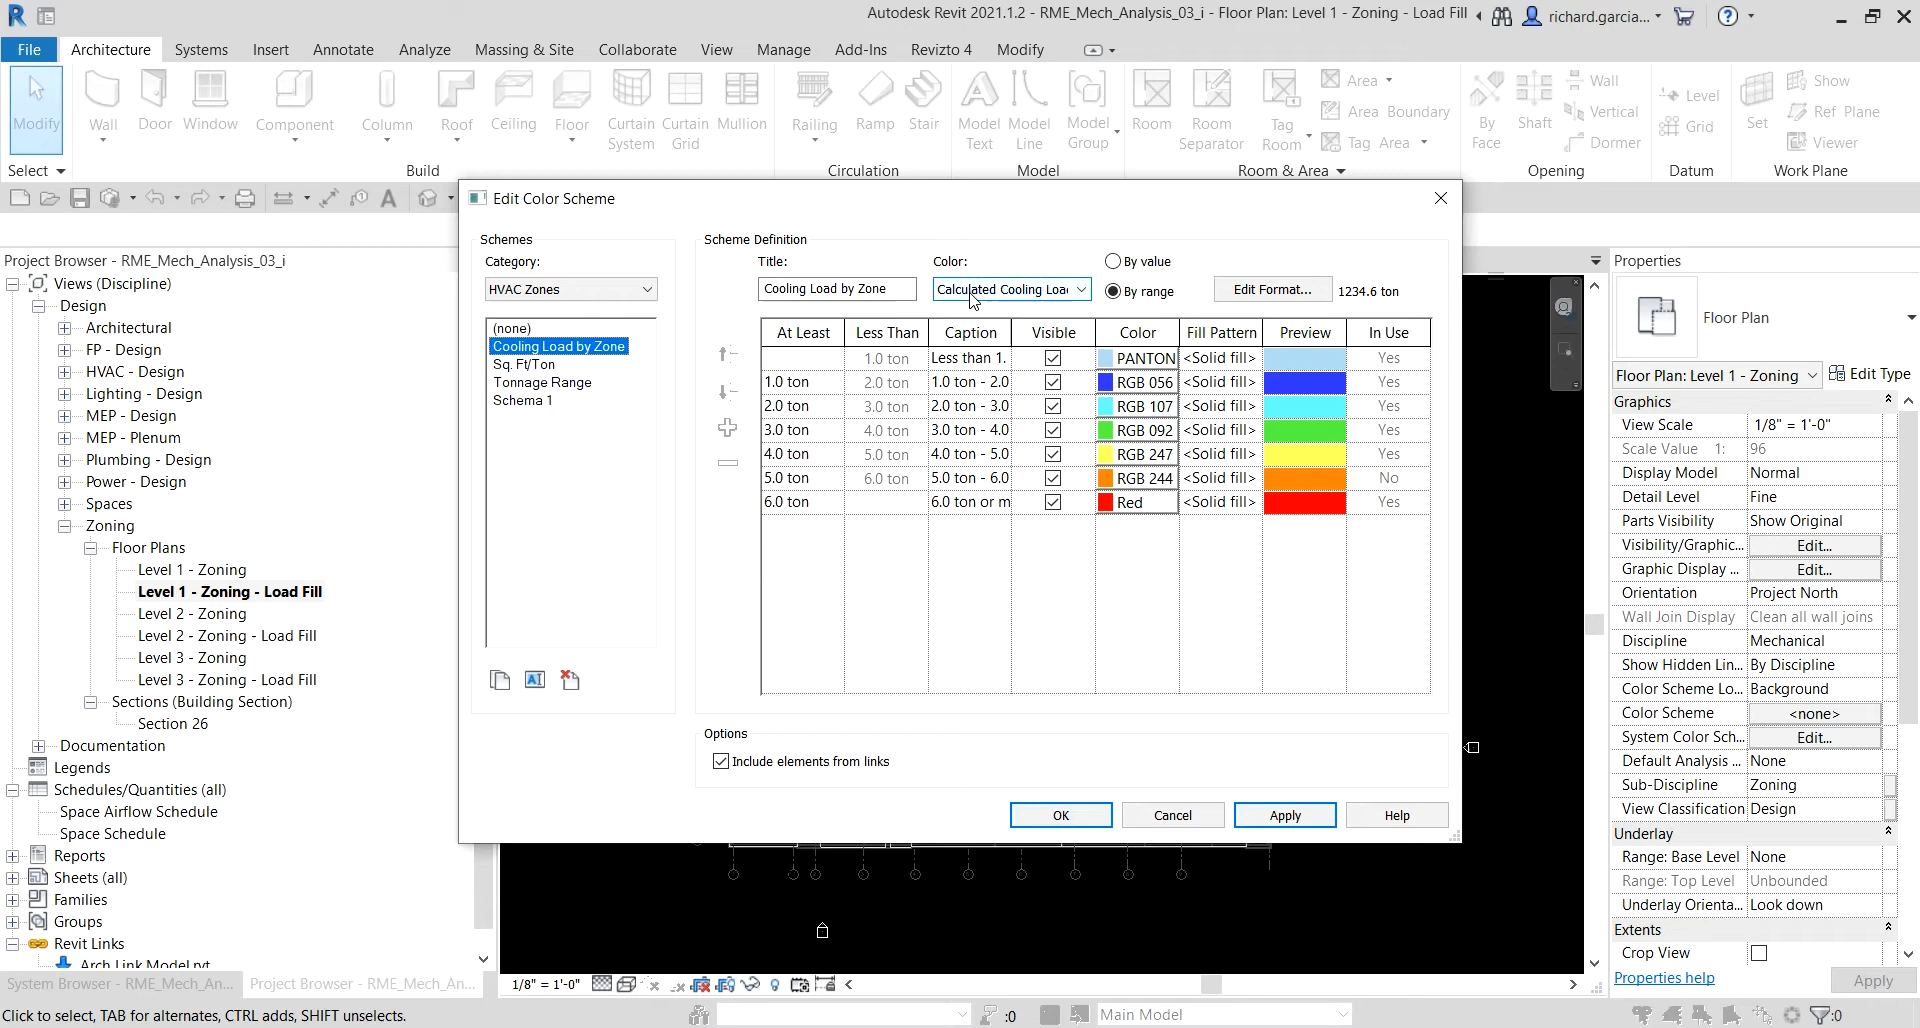 Autodesk Revit 2021.1.2 - RME_Mech_Analysis_03_i - Floor Plan: Level 1 - Zoning - Load Fill
richard.garcia...
File Architecture Systems Insert Annotate Analyze Massing & Site Collaborate View Manage Add-Ins Revizto 4 Modify
Modify
Wall
Door
Window
Component
Column
Roof
Ceiling
Floor
Curtain System
Curtain Grid
Mullion
Railing
Ramp
Stair
Model Text
Model Line
Model Group
Room
Room Separator
Tag Room
Area
Area Boundary
Tag Area
By Face
Shaft
Wall
Vertical
Dormer
Level
Grid
Set
Show
Ref Plane
Viewer
Select Build Circulation Model Room & Area Opening Datum Work Plane
Project Browser - RME_Mech_Analysis_03_i
Views (Discipline)
Design
Architectural
FP - Design
HVAC - Design
Lighting - Design
MEP - Design
MEP - Plenum
Plumbing - Design
Power - Design
Spaces
Zoning
Floor Plans
Level 1 - Zoning
Level 1 - Zoning - Load Fill
Level 2 - Zoning
Level 2 - Zoning - Load Fill
Level 3 - Zoning
Level 3 - Zoning - Load Fill
Sections (Building Section)
Section 26
Documentation
Legends
Schedules/Quantities (all)
Space Airflow Schedule
Space Schedule
Reports
Sheets (all)
Families
Groups
Revit Links
Arch Link Model.rvt
System Browser - RME_Mech_An... Project Browser - RME_Mech_An...
Edit Color Scheme
Schemes
Category:
HVAC Zones
(none)
Cooling Load by Zone
Sq. Ft/Ton
Tonnage Range
Schema 1
Scheme Definition
Title: Color: By value
Cooling Load by Zone Calculated Cooling Loa By range Edit Format... 1234.6 ton
At Least Less Than Caption Visible Color Fill Pattern Preview In Use
1.0 ton Less than 1. PANTON <Solid fill> Yes
1.0 ton 2.0 ton 1.0 ton - 2.0 RGB 056 <Solid fill> Yes
2.0 ton 3.0 ton 2.0 ton - 3.0 RGB 107 <Solid fill> Yes
3.0 ton 4.0 ton 3.0 ton - 4.0 RGB 092 <Solid fill> Yes
4.0 ton 5.0 ton 4.0 ton - 5.0 RGB 247 <Solid fill> Yes
5.0 ton 6.0 ton 5.0 ton - 6.0 RGB 244 <Solid fill> No
6.0 ton 6.0 ton or m Red <Solid fill> Yes
Options
Include elements from links
OK Cancel Apply Help
Properties
Floor Plan
Floor Plan: Level 1 - Zoning Edit Type
Graphics
View Scale 1/8" = 1'-0"
Scale Value 1: 96
Display Model Normal
Detail Level Fine
Parts Visibility Show Original
Visibility/Graphic... Edit...
Graphic Display ... Edit...
Orientation Project North
Wall Join Display Clean all wall joins
Discipline Mechanical
Show Hidden Lin... By Discipline
Color Scheme Lo... Background
Color Scheme <none>
System Color Sch... Edit...
Default Analysis ... None
Sub-Discipline Zoning
View Classification Design
Underlay
Range: Base Level None
Range: Top Level Unbounded
Underlay Orienta... Look down
Extents
Crop View
Properties help Apply
1/8" = 1'-0"
Click to select, TAB for alternates, CTRL adds, SHIFT unselects.
:0
Main Model
:0